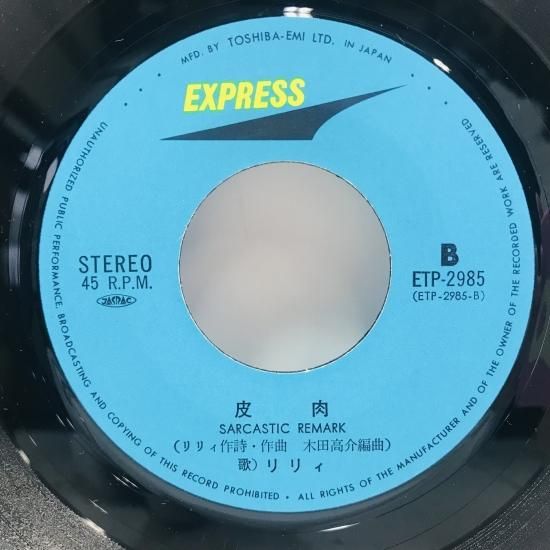 MFD. BY TOSHIBA-EMI LTD. IN JAPAN
EXPRESS
STEREO
45 R.P.M.
JASRAC
B
ETP-2985
(ETP-2985-B)
皮 肉
SARCASTIC REMARK
(リリィ作詩・作曲 木田高介編曲)
歌)リリィ
UNAUTHORIZED PUBLIC PERFORMANCE, BROADCASTING AND COPYING OF THIS RECORD PROHIBITED • ALL RIGHTS OF THE MANUFACTURER AND OF THE OWNER OF THE RECORDED WORK ARE RESERVED